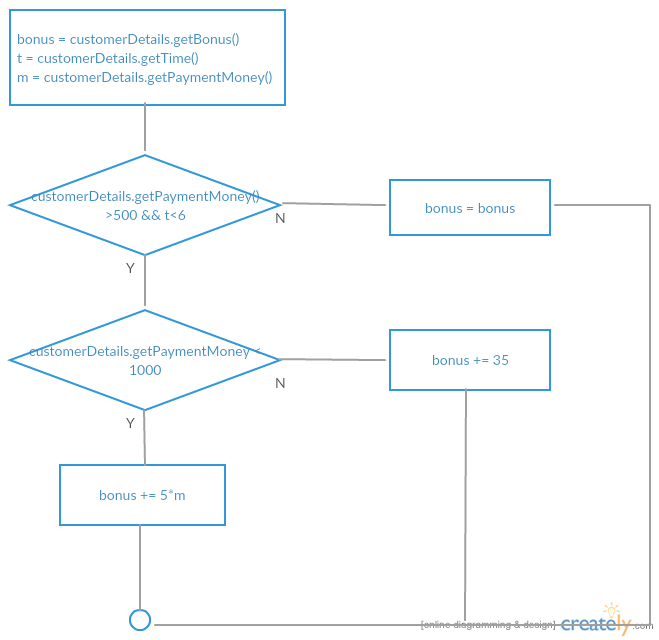 bonus = customerDetails.getBonus()
t = customerDetails.getTime()
m = customerDetails.getPaymentMoney()
customerDetails.getPaymentMoney()
>500 && t<6
N
bonus = bonus
Y
customerDetails.getPaymentMoney <
1000
N
bonus += 35
Y
bonus += 5*m
[online diagramming & design] creately.com